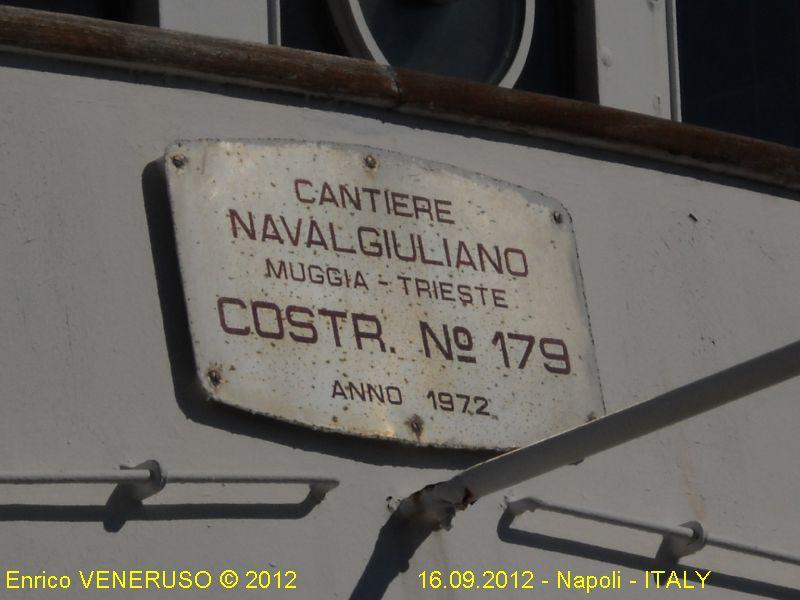 CANTIERE
NAVALGIULIANO
MUGGIA - TRIESTE
COSTR. Nº 179
ANNO 1972
Enrico VENERUSO © 2012
16.09.2012 - Napoli - ITALY